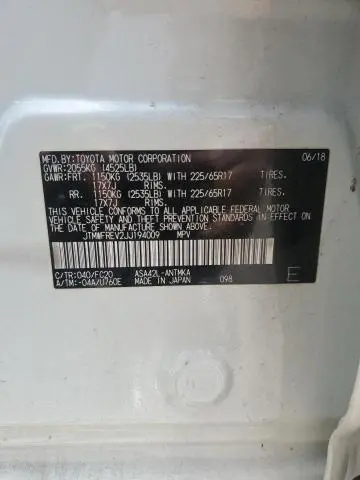 MFD.BY:TOYOTA MOTOR CORPORATION 06/18
GVWR:2055KG (4525LB)
GAWR:FRT. 1150KG (2535LB) WITH 225/65R17 TIRES.
17X7J RIMS.
RR. 1150KG (2535LB) WITH 225/65R17 TIRES.
17X7J RIMS.
THIS VEHICLE CONFORMS TO ALL APPLICABLE FEDERAL MOTOR
VEHICLE SAFETY AND THEFT PREVENTION STANDARDS IN EFFECT
ON THE DATE OF MANUFACTURE SHOWN ABOVE.
JTMWFREV2JJ194009 MPV
C/TR:040/FC20 ASA42L-ANTMKA
A/TM:-04A/U760E MADE IN JAPAN 098 E